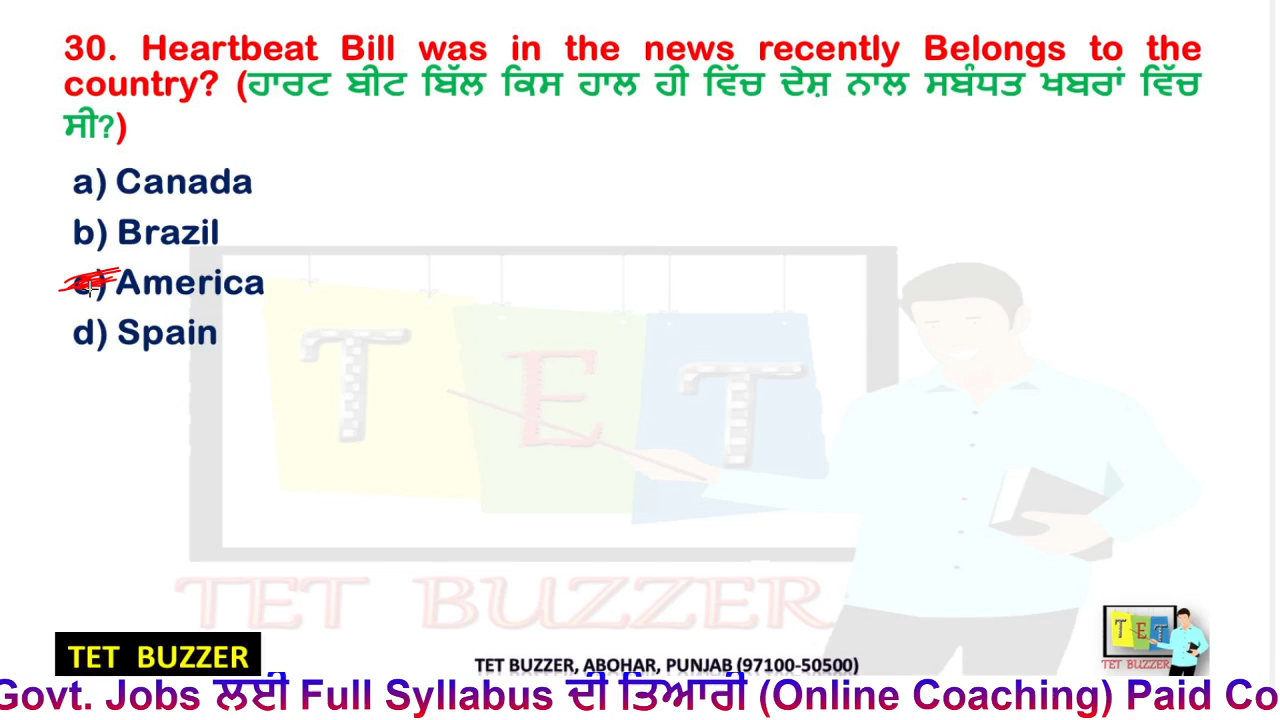 30. Heartbeat Bill was in the news recently Belongs to the
country? (ਹਾਰਟ ਬੀਟ ਬਿੱਲ ਕਿਸ ਹਾਲ ਹੀ ਵਿੱਚ ਦੇਸ਼ ਨਾਲ ਸਬੰਧਤ ਖਬਰਾਂ ਵਿੱਚ
ਸੀ?)
a) Canada
b) Brazil
c) America
d) Spain
T E T
TET BUZZER
TET
TET BUZZER
TET BUZZER
TET BUZZER, ABOHAR, PUNJAB (97100-50500)
Govt. Jobs ਲਈ Full Syllabus ਦੀ ਤਿਆਰੀ (Online Coaching) Paid Co